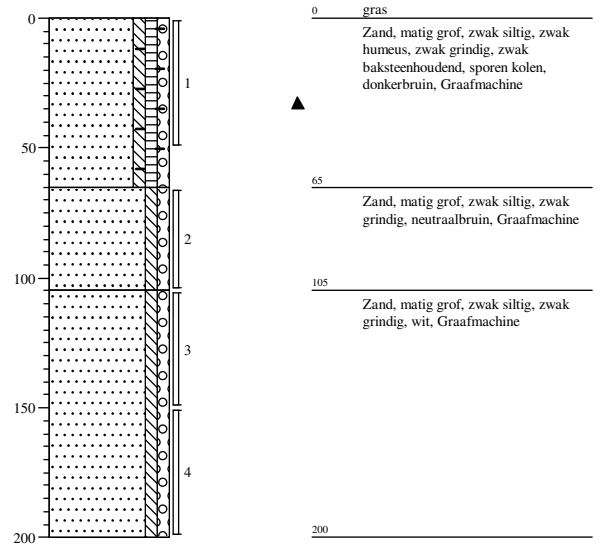 0
50
100
150
200
1
2
3
4
0 gras
Zand, matig grof, zwak siltig, zwak
humeus, zwak grindig, zwak
baksteenhoudend, sporen kolen,
donkerbruin, Graafmachine
65
Zand, matig grof, zwak siltig, zwak
grindig, neutraalbruin, Graafmachine
105
Zand, matig grof, zwak siltig, zwak
grindig, wit, Graafmachine
200